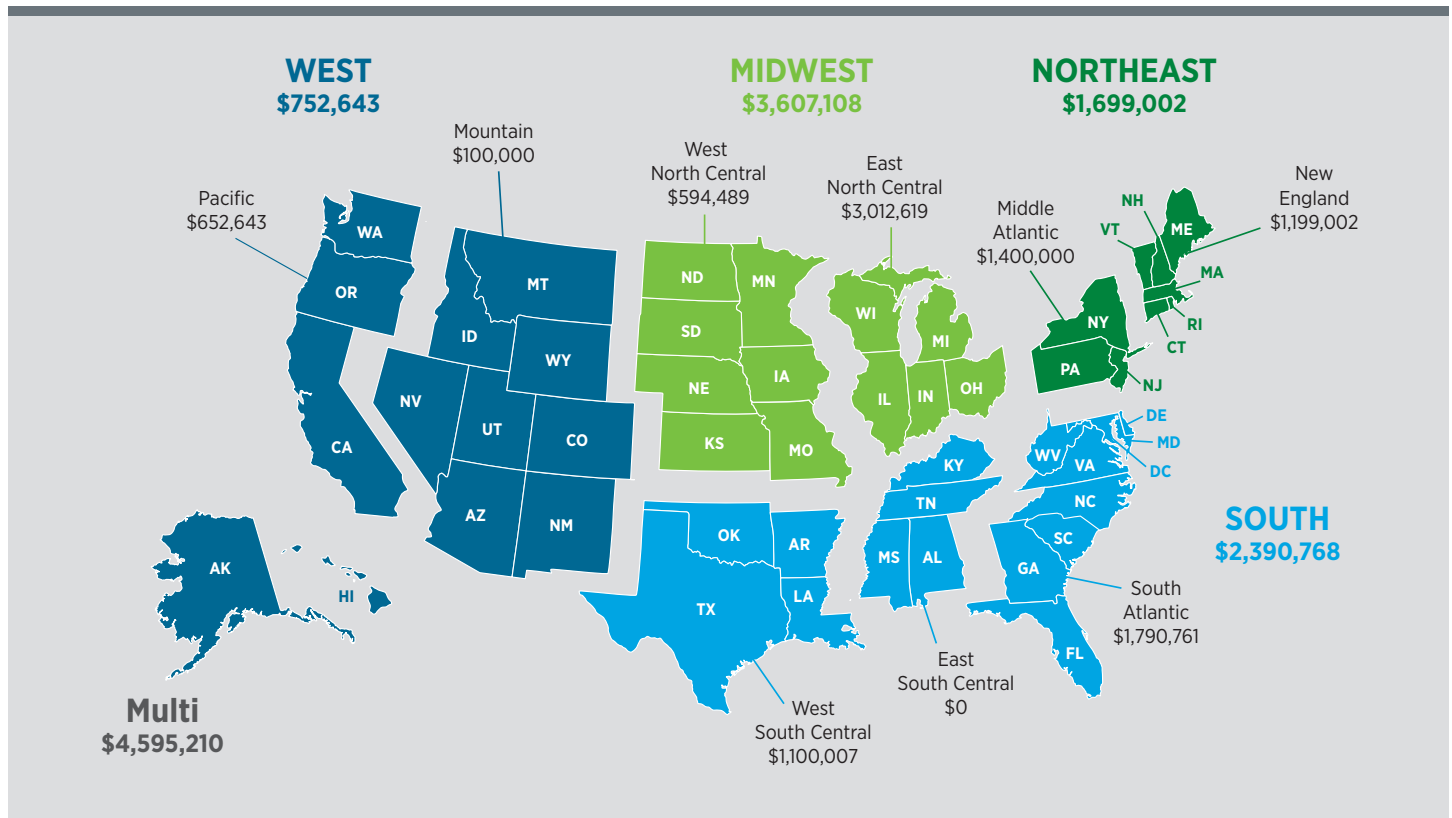 WEST
$752,643
MIDWEST
$3,607,108
NORTHEAST
$1,699,002
Mountain
$100,000
Pacific
$652,643
West
North Central
$594,489
East
North Central
$3,012,619
Middle
Atlantic
$1,400,000
New
England
$1,199,002
WA
OR
CA
MT
ID
WY
NV
UT
CO
AZ
NM
AK
HI
ND
MN
SD
NE
IA
KS
MO
WI
MI
IL
IN
OH
NH
VT
ME
MA
RI
CT
NY
PA
NJ
DE
MD
DC
WV
VA
KY
TN
NC
SC
GA
FL
MS
AL
OK
AR
TX
LA
SOUTH
$2,390,768
South
Atlantic
$1,790,761
East
South Central
$0
West
South Central
$1,100,007
Multi
$4,595,210